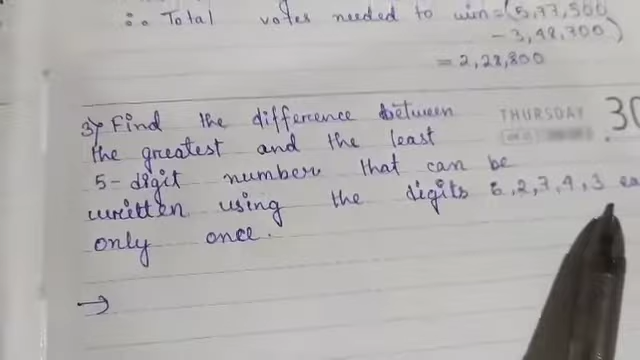 ∴ Total votes needed to win = (5,77,500
- 3,48,700)
= 2,28,800
THURSDAY 30
3) Find the difference between
the greatest and the least
5-digit number that can be
written using the digits 6, 2, 7, 4, 3
only once.
→